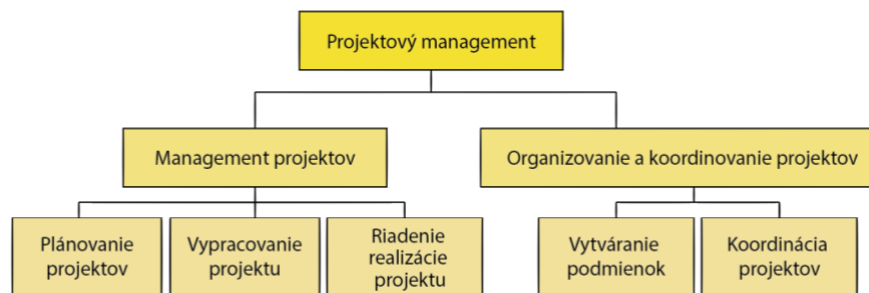 Projektový management
Management projektov
Organizovanie a koordinovanie projektov
Plánovanie
projektov
Vypracovanie
projektu
Riadenie
realizácie
projektu
Vytváranie
podmienok
Koordinácia
projektov